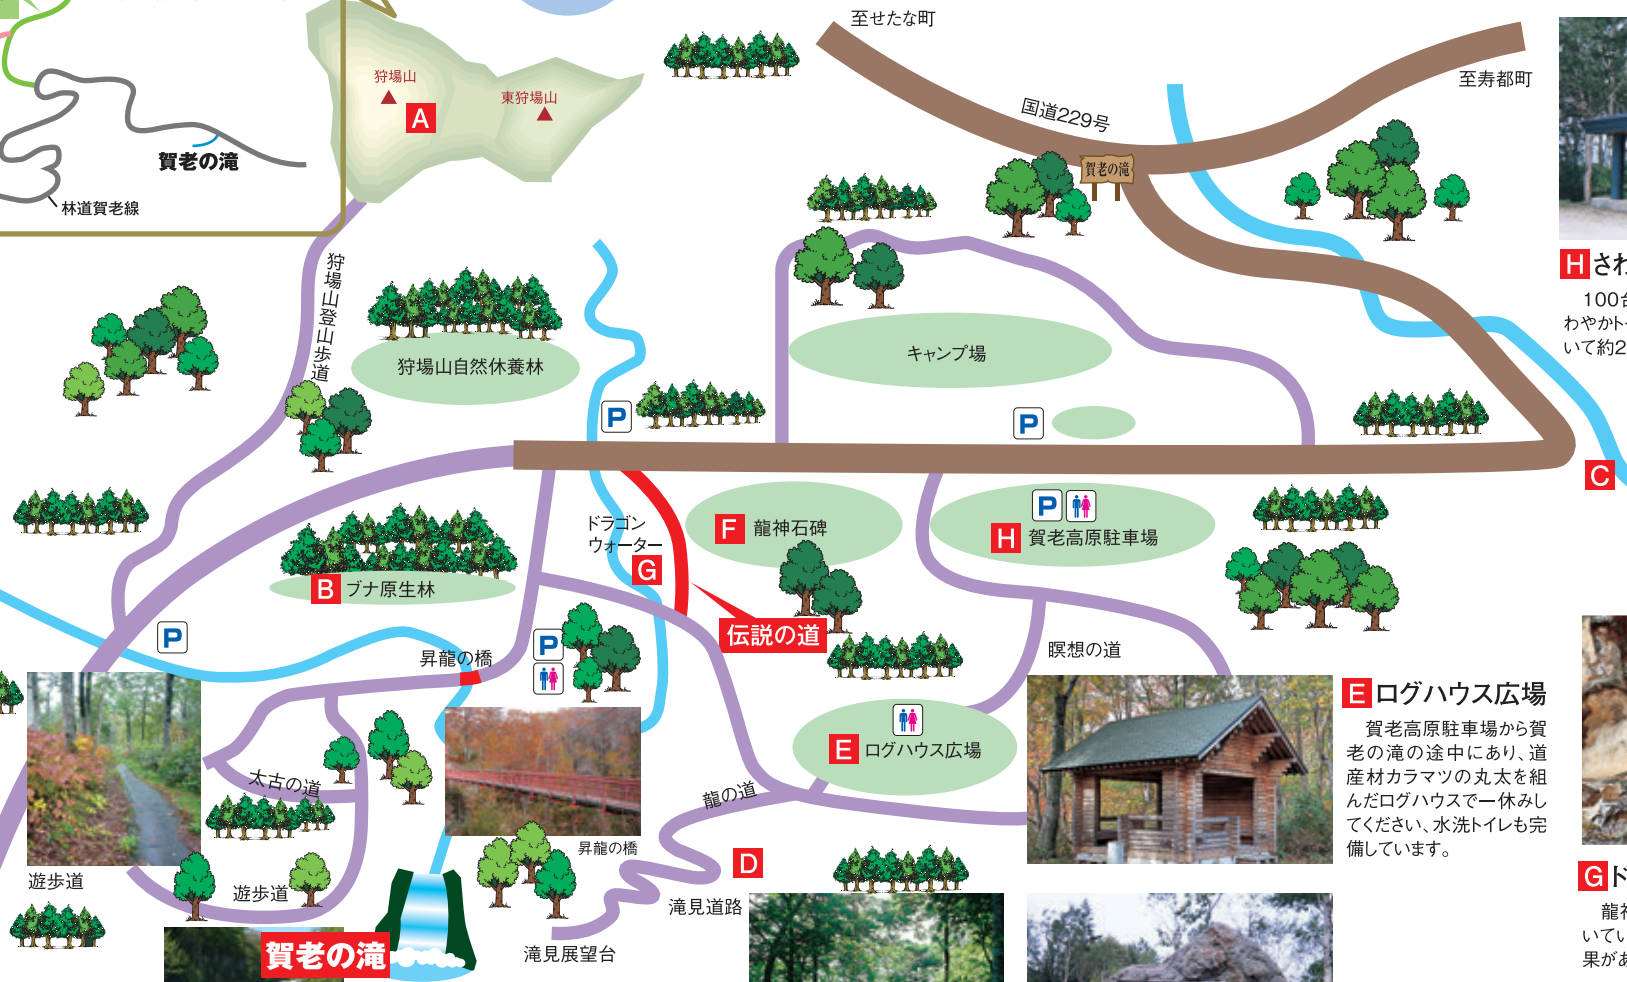 至せたな町
至寿都町
国道229号
賀老の滝
狩場山
東狩場山
A
賀老の滝
林道賀老線
狩場山登山歩道
狩場山自然休養林
キャンプ場
P
P
C
H さわ
100台
わやかト
いて約2
F 龍神石碑
P
H 賀老高原駐車場
ドラゴン
ウォーター
G
B ブナ原生林
伝説の道
P
P
昇龍の橋
瞑想の道
E ログハウス広場
E ログハウス広場
賀老高原駐車場から賀
老の滝の途中にあり、道
産材カラマツの丸太を組
んだログハウスで一休みし
てください、水洗トイレも完
備しています。
太古の道
龍の道
昇龍の橋
D
遊歩道
遊歩道
滝見道路
賀老の滝
滝見展望台
G ド
龍神
いてい
果があ